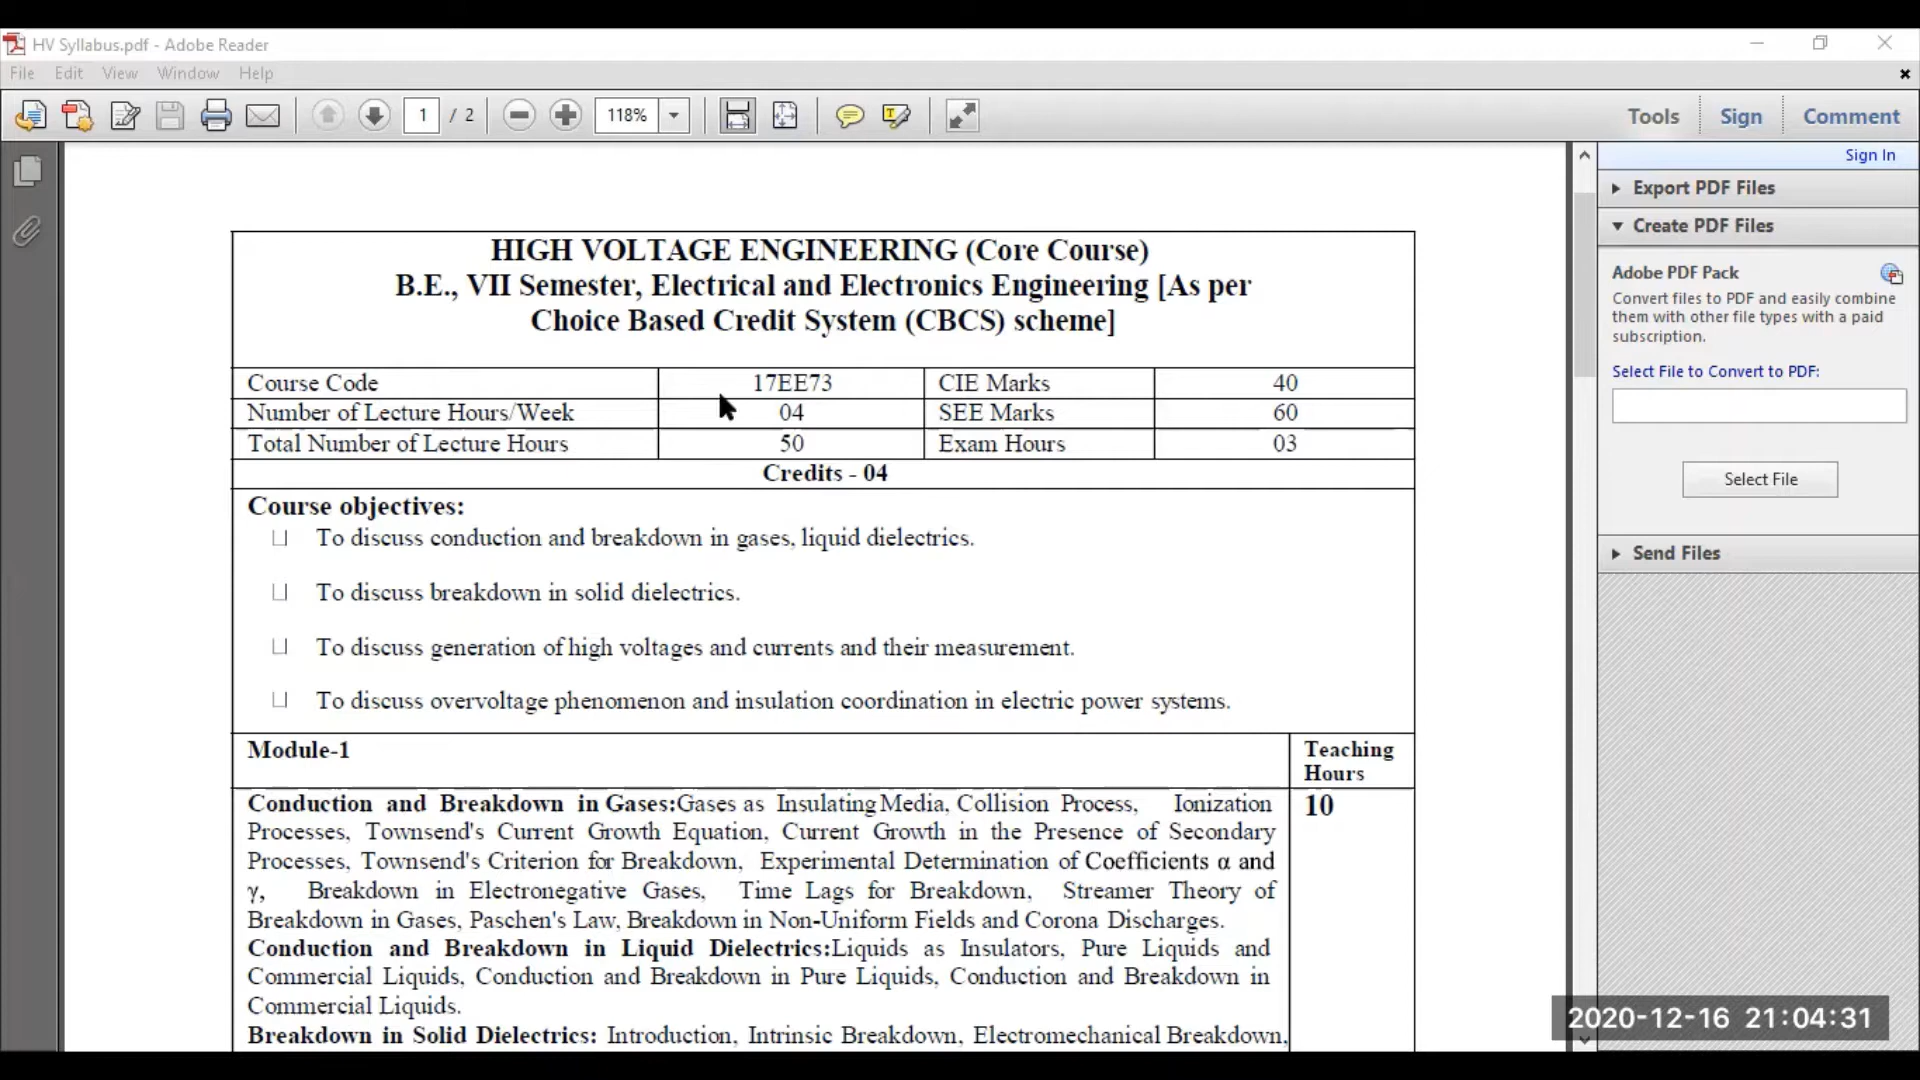 HV Syllabus.pdf - Adobe Reader
File Edit View Window Help
1 / 2 118% Tools Sign Comment
Sign In
Export PDF Files
Create PDF Files
Adobe PDF Pack
Convert files to PDF and easily combine
them with other file types with a paid
subscription.
Select File to Convert to PDF:
Select File
Send Files
HIGH VOLTAGE ENGINEERING (Core Course)
B.E., VII Semester, Electrical and Electronics Engineering [As per
Choice Based Credit System (CBCS) scheme]
Course Code 17EE73 CIE Marks 40
Number of Lecture Hours/Week 04 SEE Marks 60
Total Number of Lecture Hours 50 Exam Hours 03
Credits - 04
Course objectives:
To discuss conduction and breakdown in gases, liquid dielectrics.
To discuss breakdown in solid dielectrics.
To discuss generation of high voltages and currents and their measurement.
To discuss overvoltage phenomenon and insulation coordination in electric power systems.
Module-1 Teaching
Hours
Conduction and Breakdown in Gases:Gases as Insulating Media, Collision Process, Ionization 10
Processes, Townsend's Current Growth Equation, Current Growth in the Presence of Secondary
Processes, Townsend's Criterion for Breakdown, Experimental Determination of Coefficients α and
γ, Breakdown in Electronegative Gases, Time Lags for Breakdown, Streamer Theory of
Breakdown in Gases, Paschen's Law, Breakdown in Non-Uniform Fields and Corona Discharges.
Conduction and Breakdown in Liquid Dielectrics:Liquids as Insulators, Pure Liquids and
Commercial Liquids, Conduction and Breakdown in Pure Liquids, Conduction and Breakdown in
Commercial Liquids.
Breakdown in Solid Dielectrics: Introduction, Intrinsic Breakdown, Electromechanical Breakdown,
2020-12-16 21:04:31